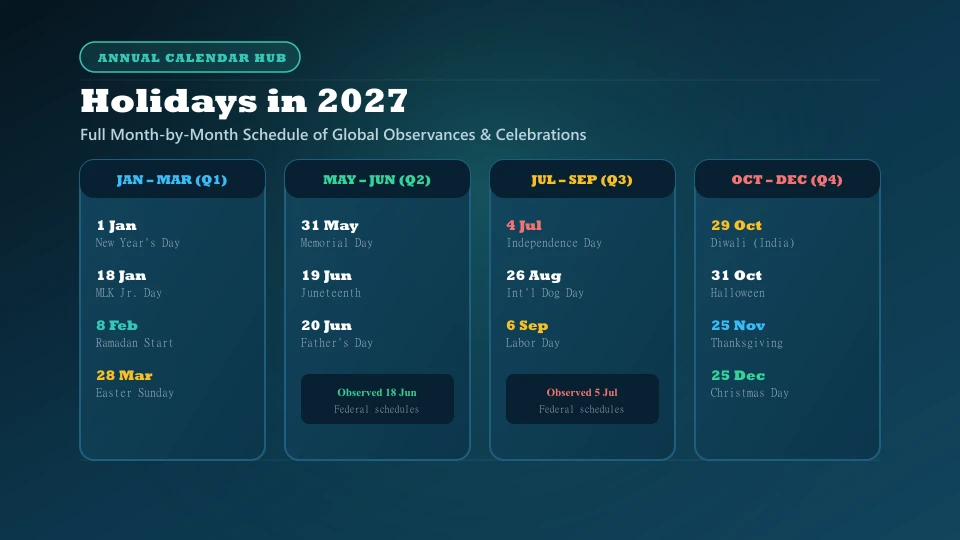 ANNUAL CALENDAR HUB
Holidays in 2027
Full Month-by-Month Schedule of Global Observances & Celebrations
JAN – MAR (Q1)
1 Jan
New Year's Day
18 Jan
MLK Jr. Day
8 Feb
Ramadan Start
28 Mar
Easter Sunday
MAY – JUN (Q2)
31 May
Memorial Day
19 Jun
Juneteenth
20 Jun
Father's Day
Observed 18 Jun
Federal schedules
JUL – SEP (Q3)
4 Jul
Independence Day
26 Aug
Int'l Dog Day
6 Sep
Labor Day
Observed 5 Jul
Federal schedules
OCT – DEC (Q4)
29 Oct
Diwali (India)
31 Oct
Halloween
25 Nov
Thanksgiving
25 Dec
Christmas Day